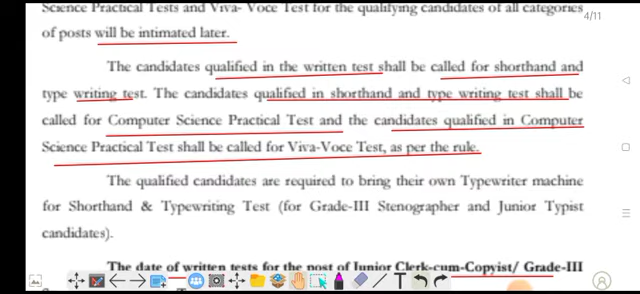 Science Practical Tests and Viva-Voce Test for the qualifying candidates of all categories
4/11
of posts will be intimated later.
The candidates qualified in the written test shall be called for shorthand and
type writing test. The candidates qualified in shorthand and type writing test shall be
called for Computer Science Practical Test and the candidates qualified in Computer
Science Practical Test shall be called for Viva-Voce Test, as per the rule.
The qualified candidates are required to bring their own Typewriter machine
for Shorthand & Typewriting Test (for Grade-III Stenographer and Junior Typist
candidates).
The date of written tests for the post of Junior Clerk-cum-Copyist/ Grade-III